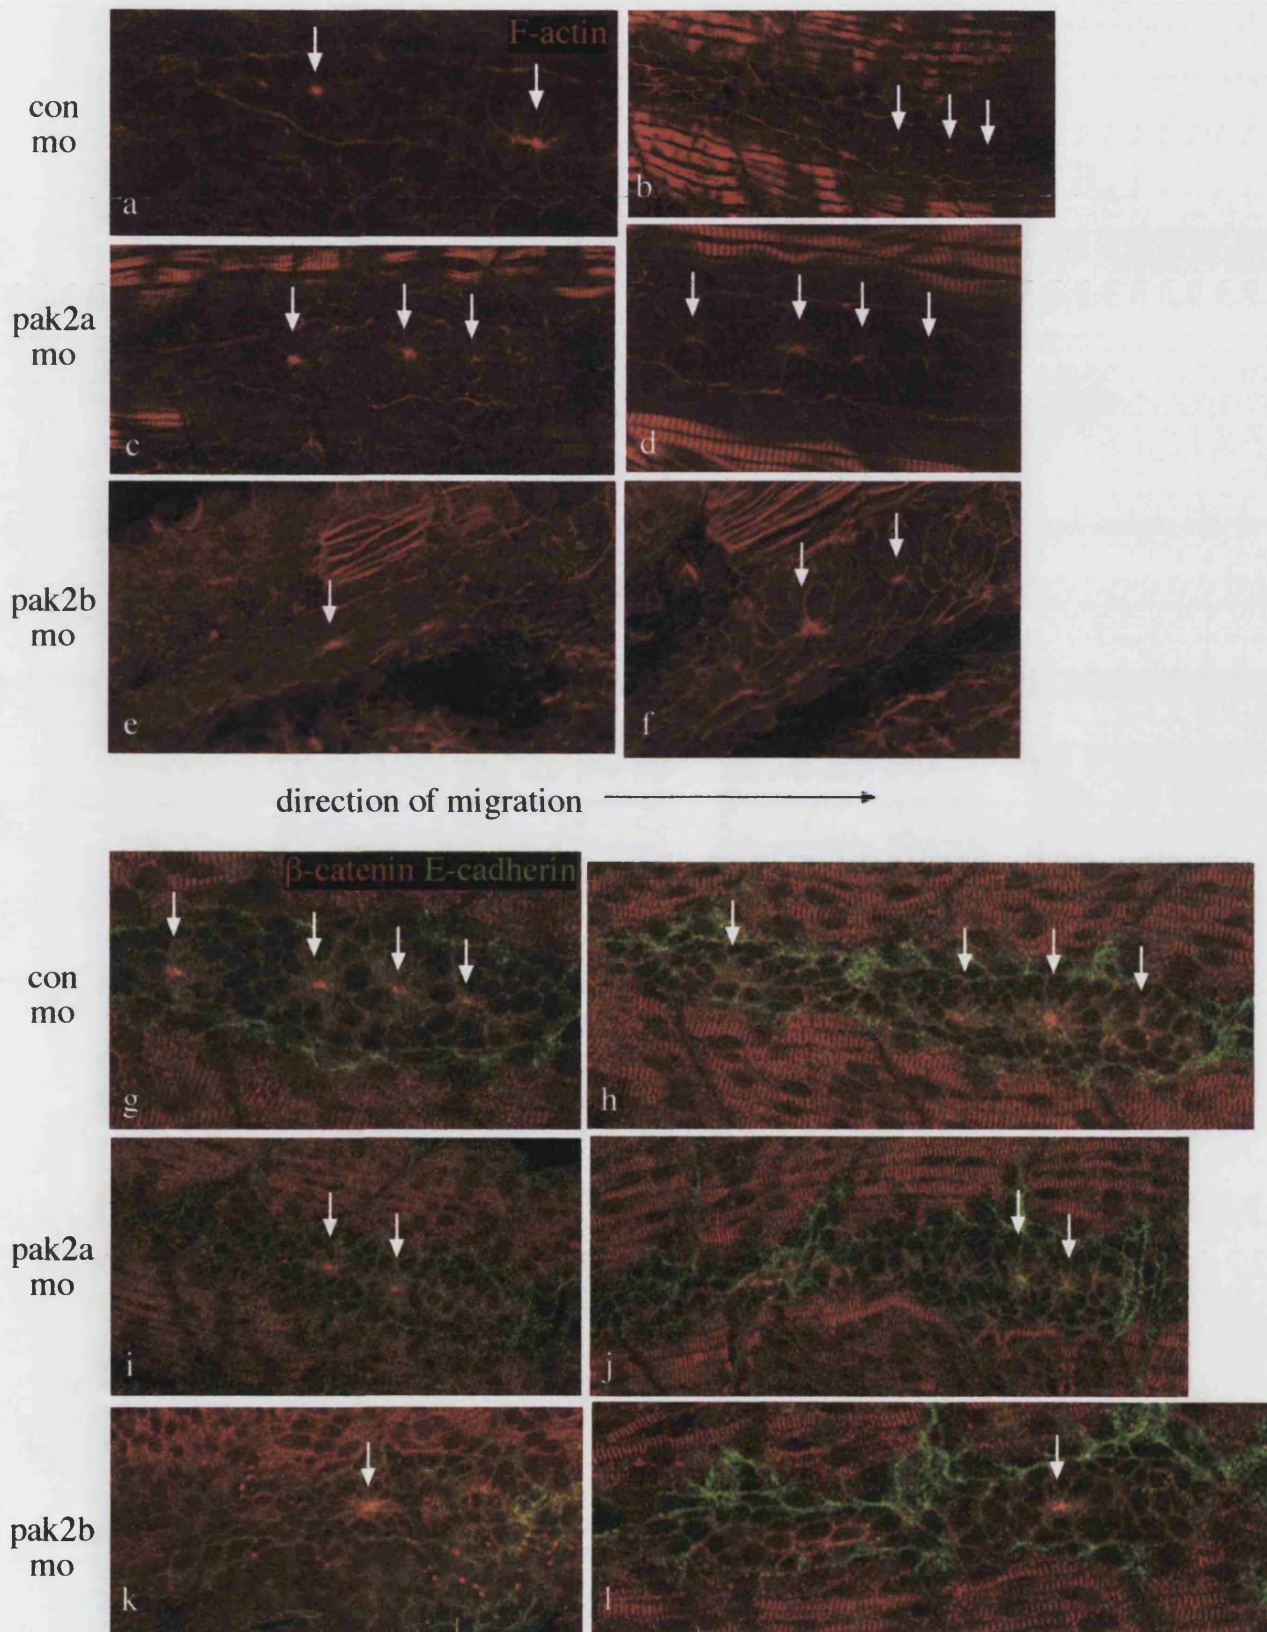 F-actin
con
mo
a
b
pak2a
mo
c
d
pak2b
mo
e
f
direction of migration
β-catenin E-cadherin
con
mo
g
h
pak2a
mo
i
j
pak2b
mo
k
l